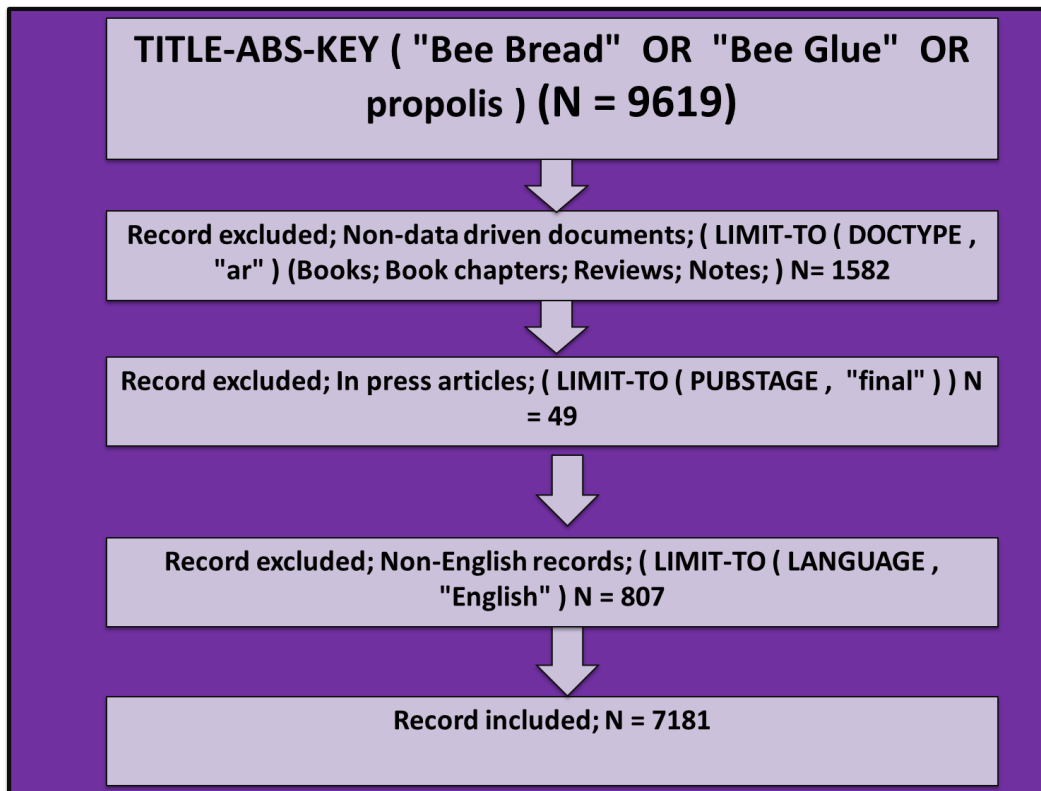 TITLE-ABS-KEY ( "Bee Bread" OR "Bee Glue" OR
propolis ) (N = 9619)
Record excluded; Non-data driven documents; ( LIMIT-TO ( DOCTYPE ,
"ar" ) (Books; Book chapters; Reviews; Notes; ) N= 1582
Record excluded; In press articles; ( LIMIT-TO ( PUBSTAGE , "final" ) ) N
= 49
Record excluded; Non-English records; ( LIMIT-TO ( LANGUAGE ,
"English" ) N = 807
Record included; N = 7181